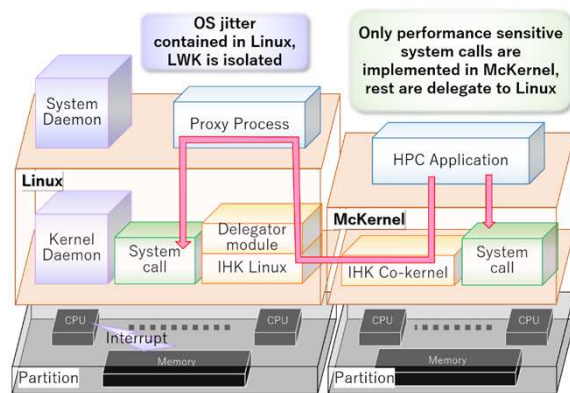 OS jitter
contained in Linux,
LWK is isolated
Only performance sensitive
system calls are
implemented in McKernel,
rest are delegate to Linux
System
Daemon
Proxy Process
HPC Application
Linux
McKernel
Kernel
Daemon
System
call
Delegator
module
IHK Linux
IHK Co-kernel
System
call
CPU
CPU
Interrupt
Memory
Partition
CPU
CPU
Memory
Partition